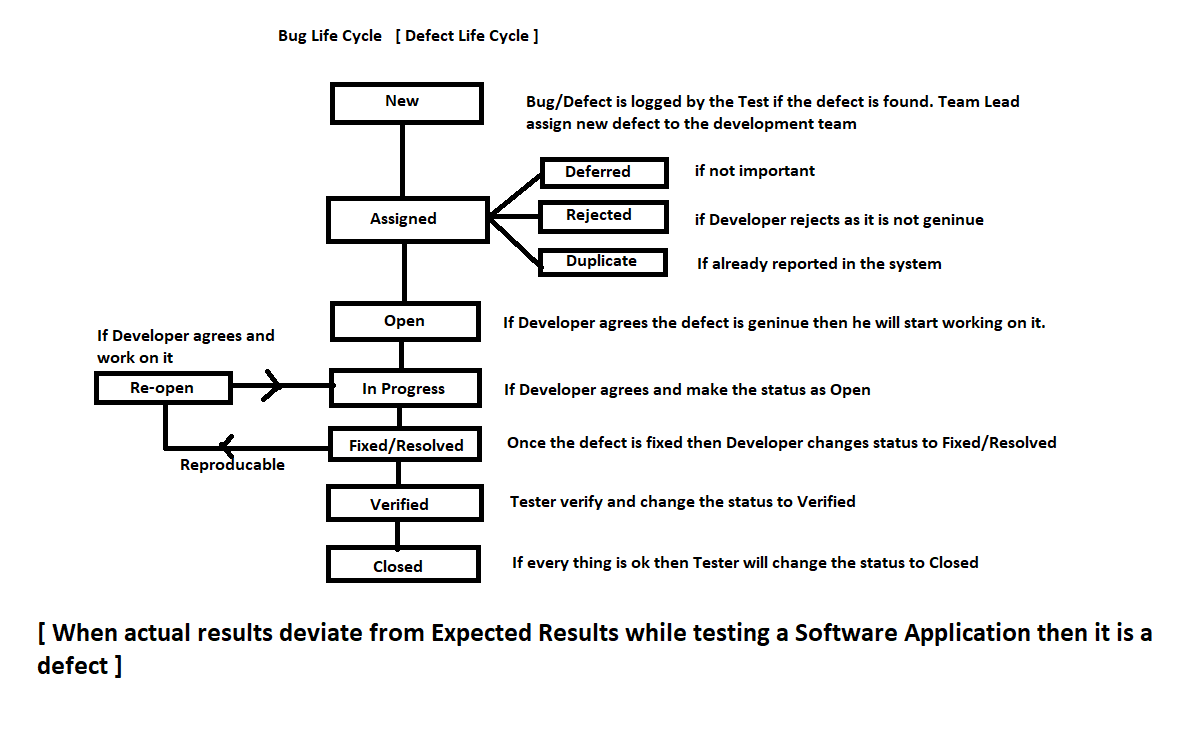 Bug Life Cycle [ Defect Life Cycle ]
New
Bug/Defect is logged by the Test if the defect is found. Team Lead
assign new defect to the development team
Deferred
if not important
Assigned
Rejected
if Developer rejects as it is not geninue
Duplicate
If already reported in the system
Open
If Developer agrees the defect is geninue then he will start working on it.
If Developer agrees and
work on it
Re-open
In Progress
If Developer agrees and make the status as Open
Fixed/Resolved
Once the defect is fixed then Developer changes status to Fixed/Resolved
Reproducable
Verified
Tester verify and change the status to Verified
Closed
If every thing is ok then Tester will change the status to Closed
[ When actual results deviate from Expected Results while testing a Software Application then it is a
defect ]